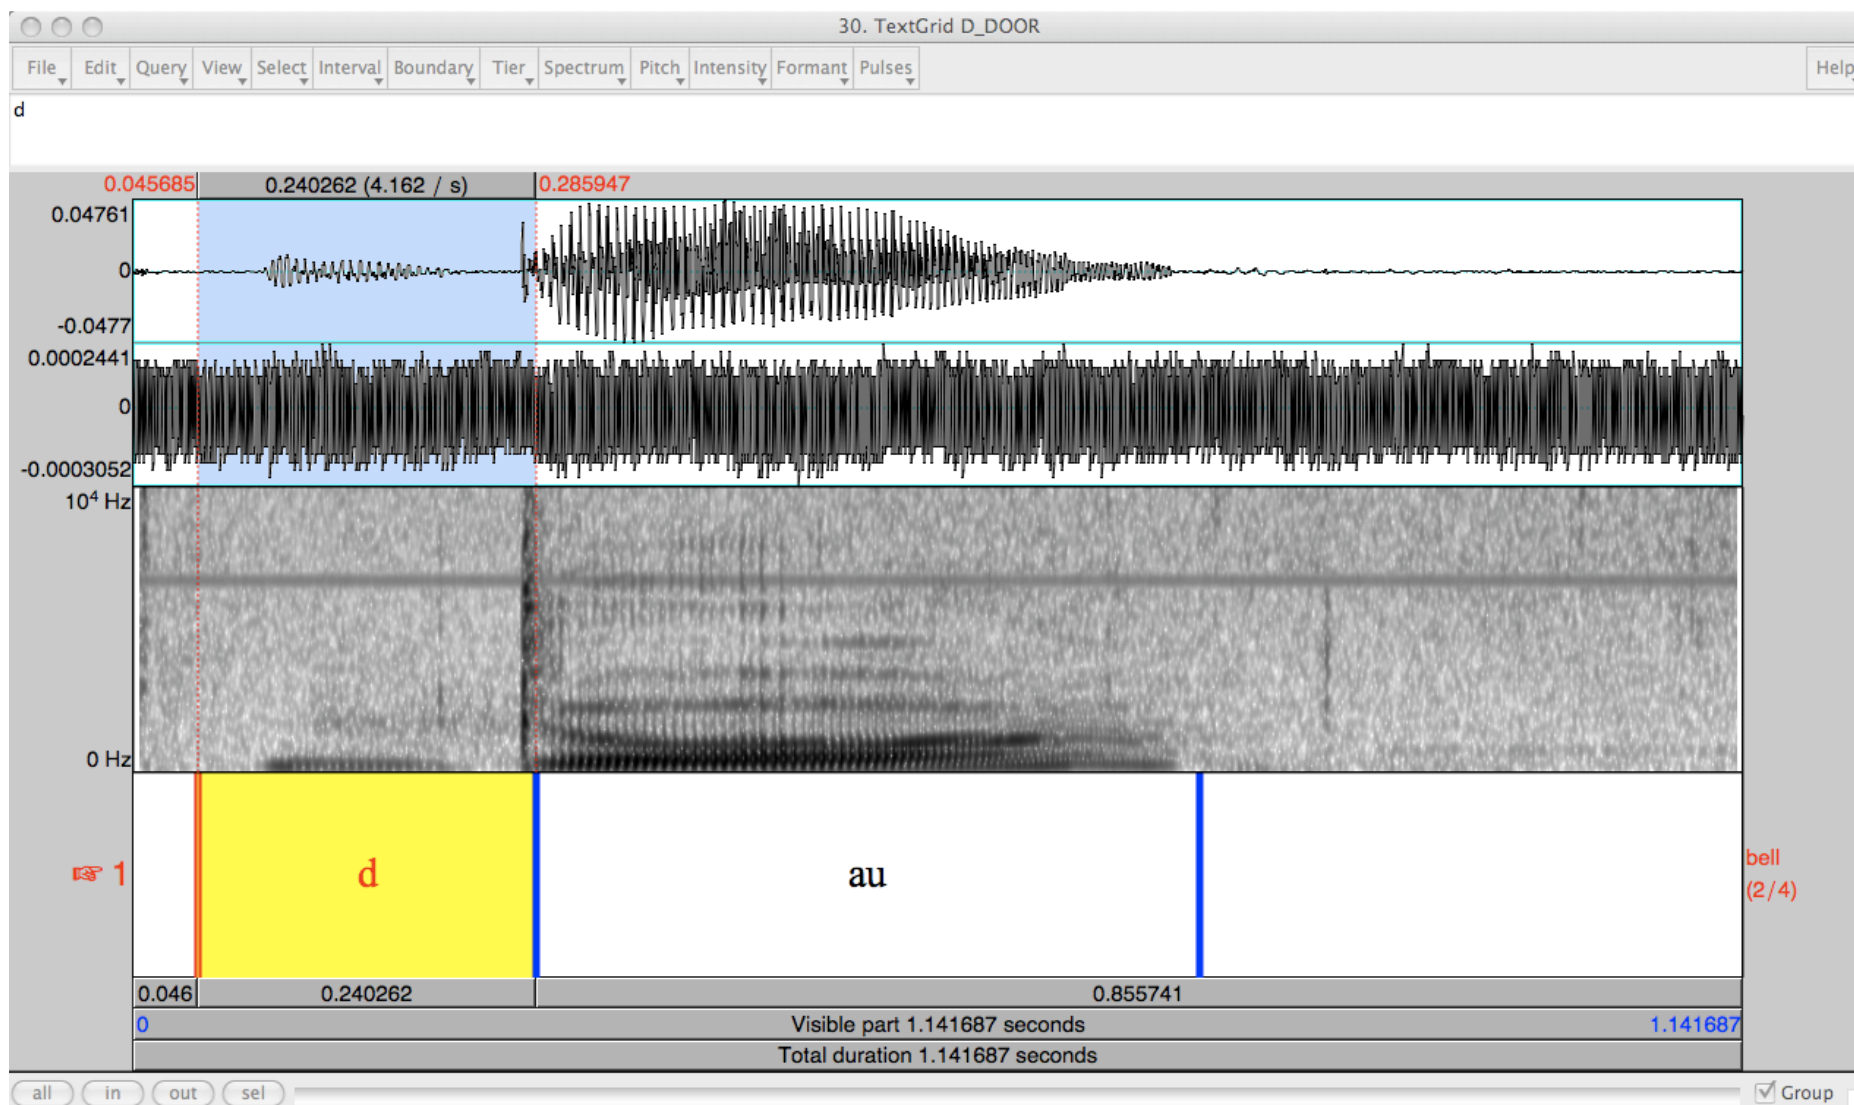 30. TextGrid D_DOOR
File Edit Query View Select Interval Boundary Tier Spectrum Pitch Intensity Formant Pulses Help
d
0.045685 0.240262 (4.162 / s) 0.285947
0.04761
0
-0.0477
0.0002441
0
-0.0003052
10⁴ Hz
0 Hz
☞ 1 d au bell
(2/4)
0.046 0.240262 0.855741
0 Visible part 1.141687 seconds 1.141687
Total duration 1.141687 seconds
all in out sel Group